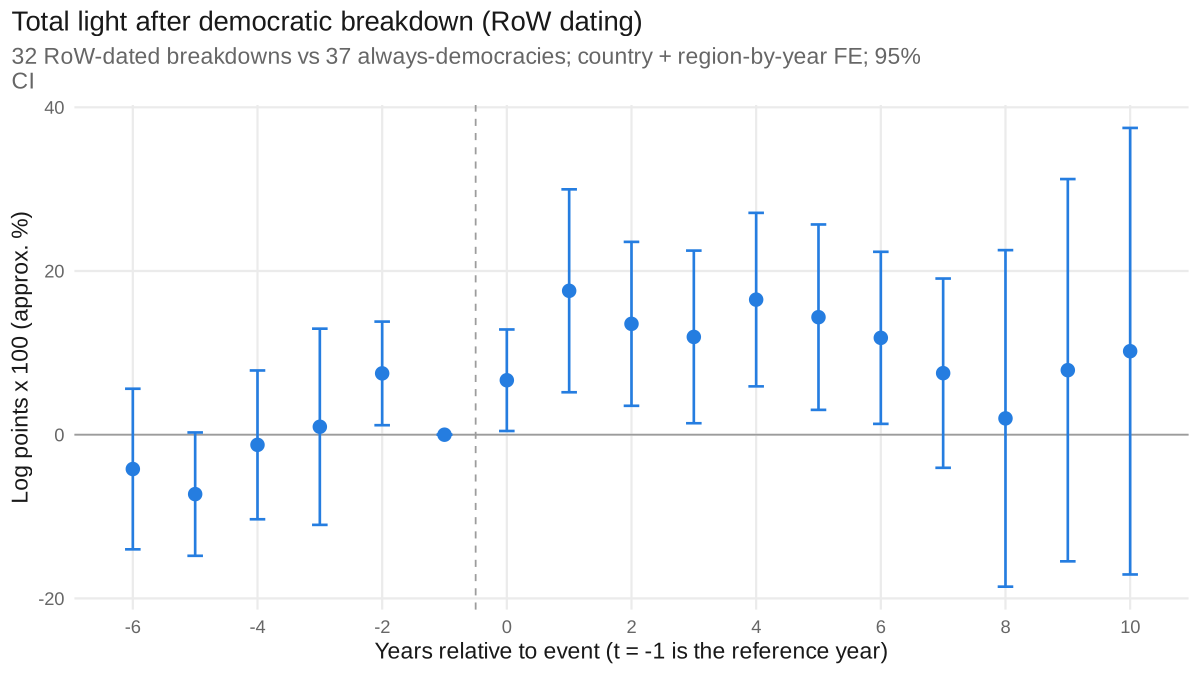 Total light after democratic breakdown (RoW dating)
32 RoW-dated breakdowns vs 37 always-democracies; country + region-by-year FE; 95%
CI
40
20
0
-20
Log points x 100 (approx. %)
-6
-4
-2
0
2
4
6
8
10
Years relative to event (t = -1 is the reference year)